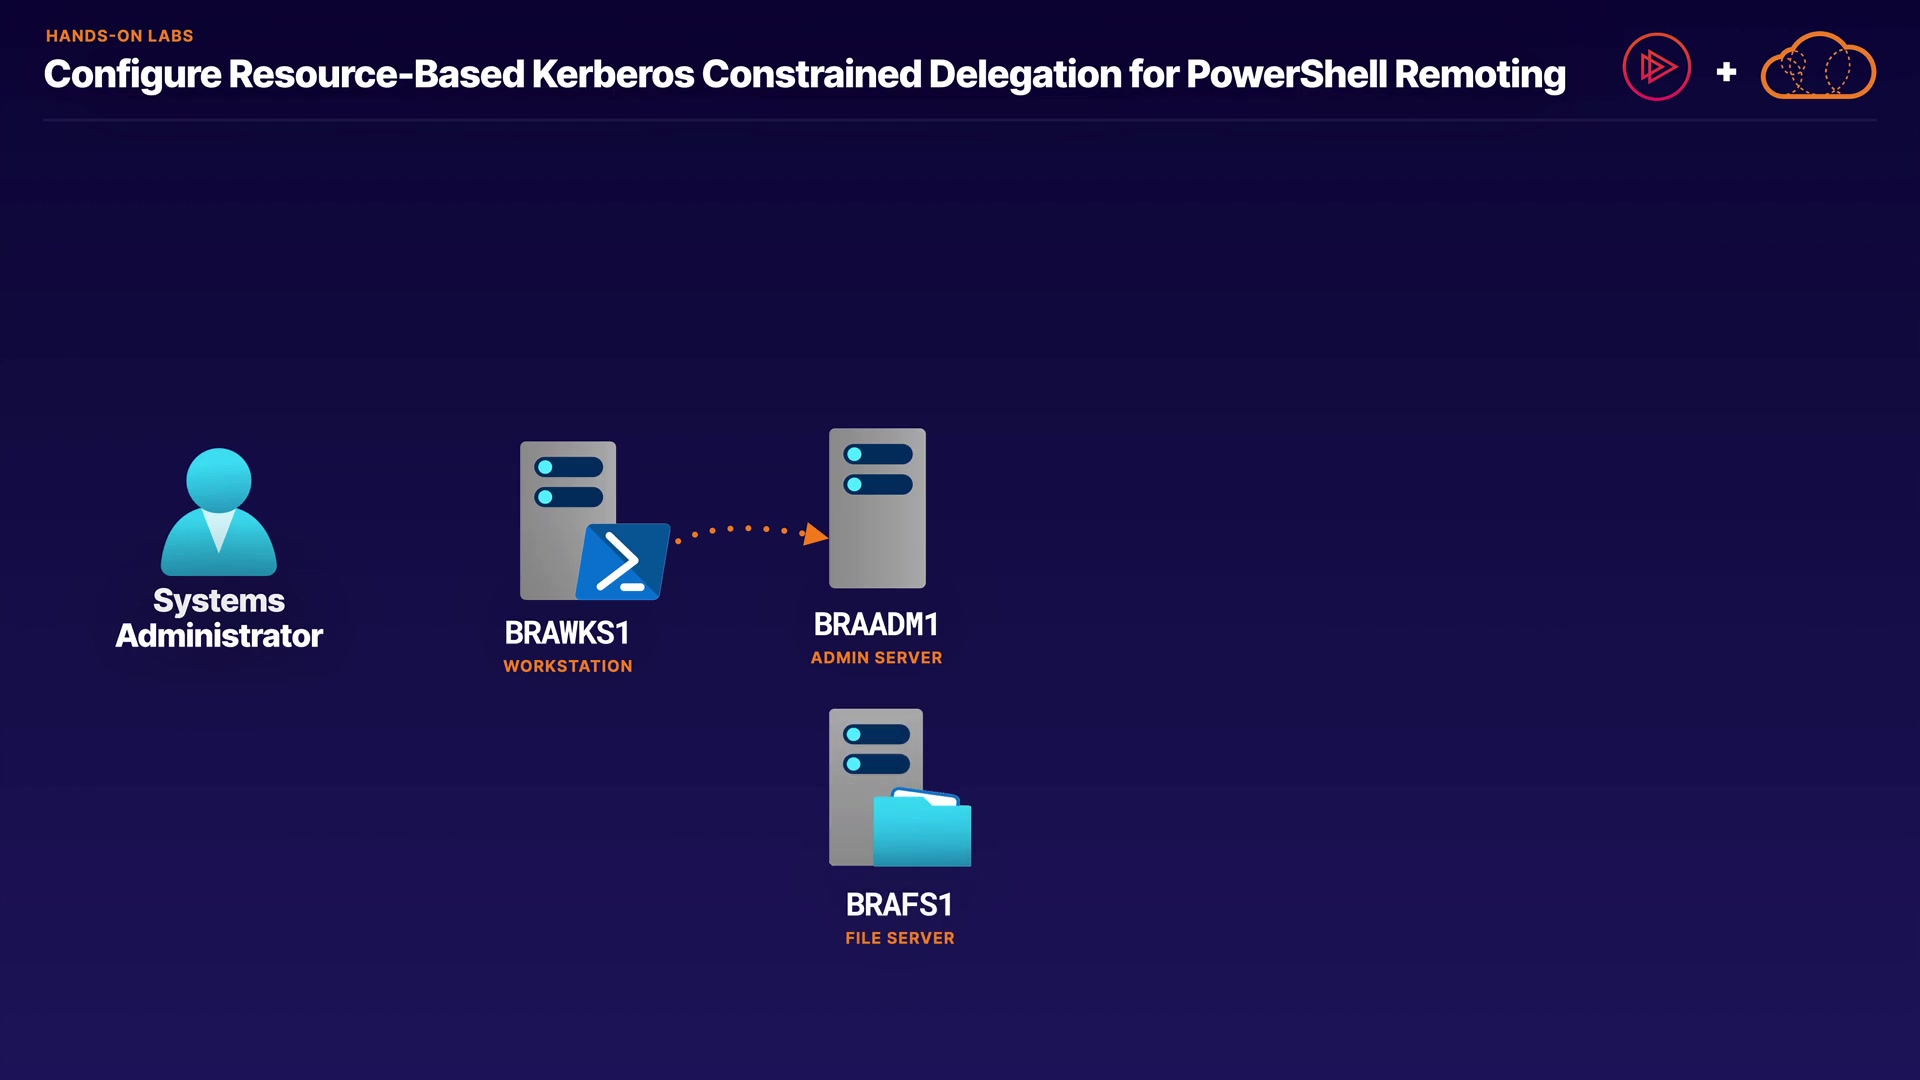 HANDS-ON LABS
Configure Resource-Based Kerberos Constrained Delegation for PowerShell Remoting
Systems
Administrator
BRAWKS1
WORKSTATION
BRAADM1
ADMIN SERVER
BRAFS1
FILE SERVER